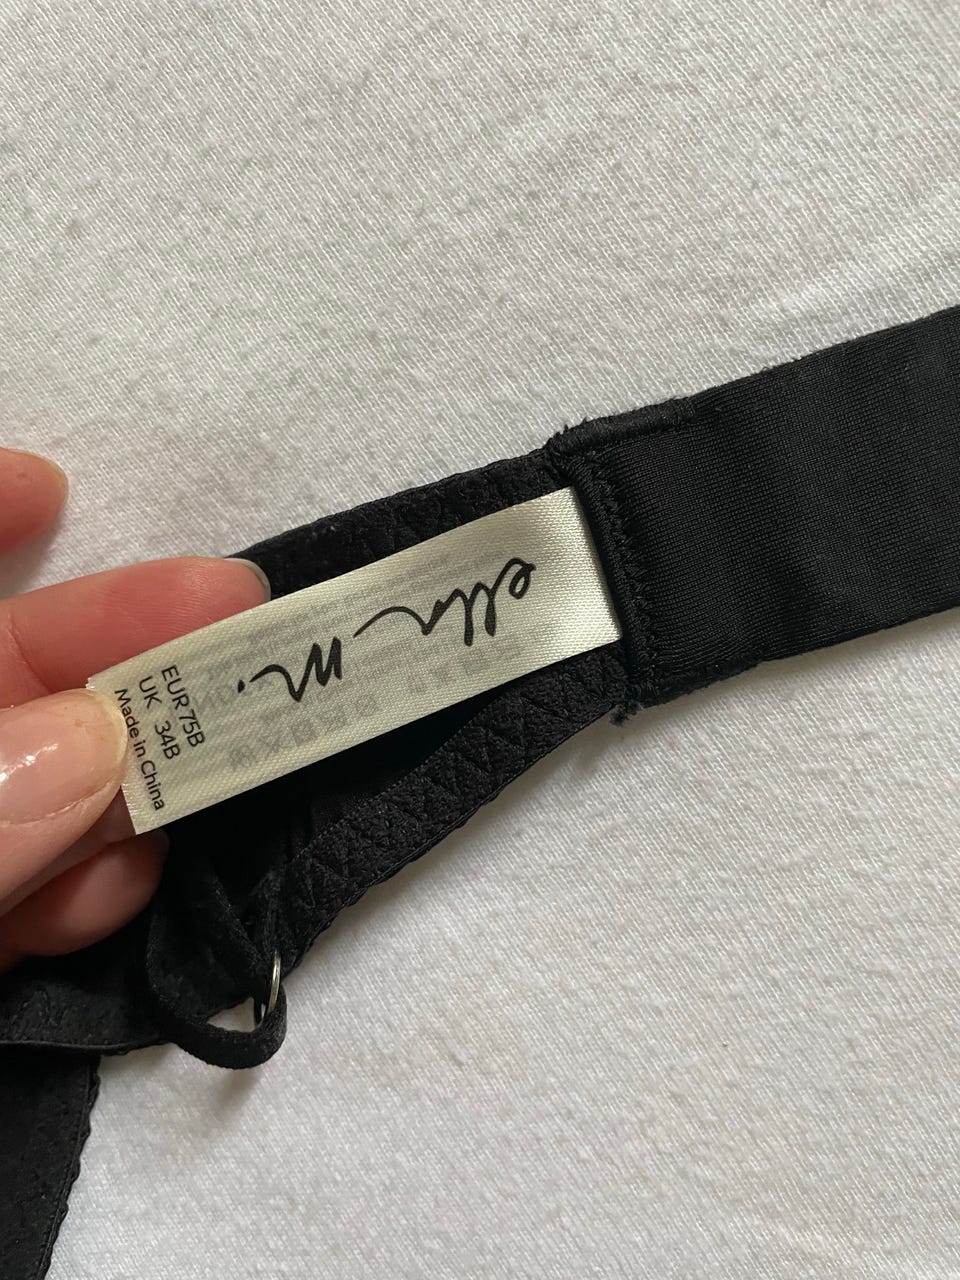 ella m.
EUR 75B
UK 34B
Made in China